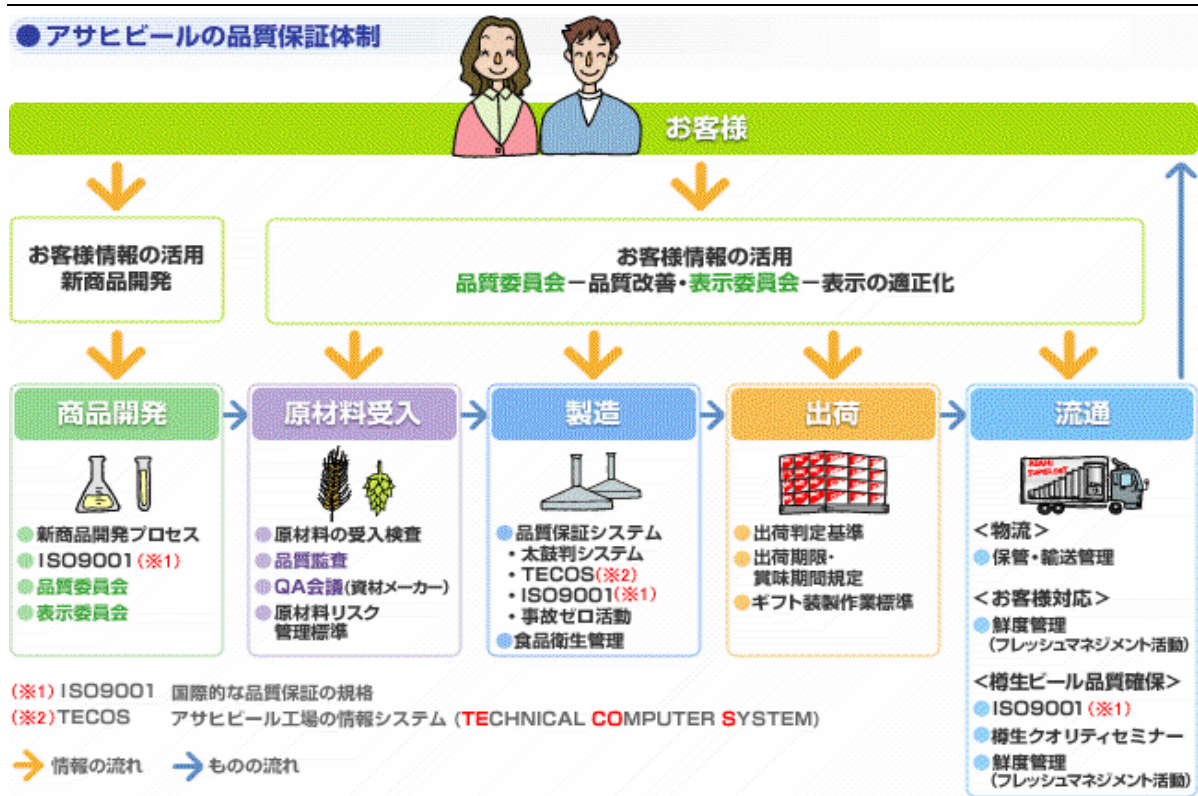 ●アサヒビールの品質保証体制
お客様
お客様情報の活用
新商品開発
お客様情報の活用
品質委員会－品質改善・表示委員会－表示の適正化
商品開発
新商品開発プロセス
ISO9001(※1)
品質委員会
表示委員会
原材料受入
原材料の受入検査
品質監査
QA会議(資材メーカー)
原材料リスク
管理標準
製造
品質保証システム
・太鼓判システム
・TECOS(※2)
・ISO9001(※1)
・事故ゼロ活動
食品衛生管理
出荷
出荷判定基準
出荷期限・
賞味期間規定
ギフト装製作業標準
流通
ASAHI
<物流>
保管・輸送管理
<お客様対応>
鮮度管理
(フレッシュマネジメント活動)
<樽生ビール品質確保>
ISO9001(※1)
樽生クオリティセミナー
鮮度管理
(フレッシュマネジメント活動)
(※1) ISO9001 国際的な品質保証の規格
(※2) TECOS アサヒビール工場の情報システム (TECHNICAL COMPUTER SYSTEM)
情報の流れ ものの流れ